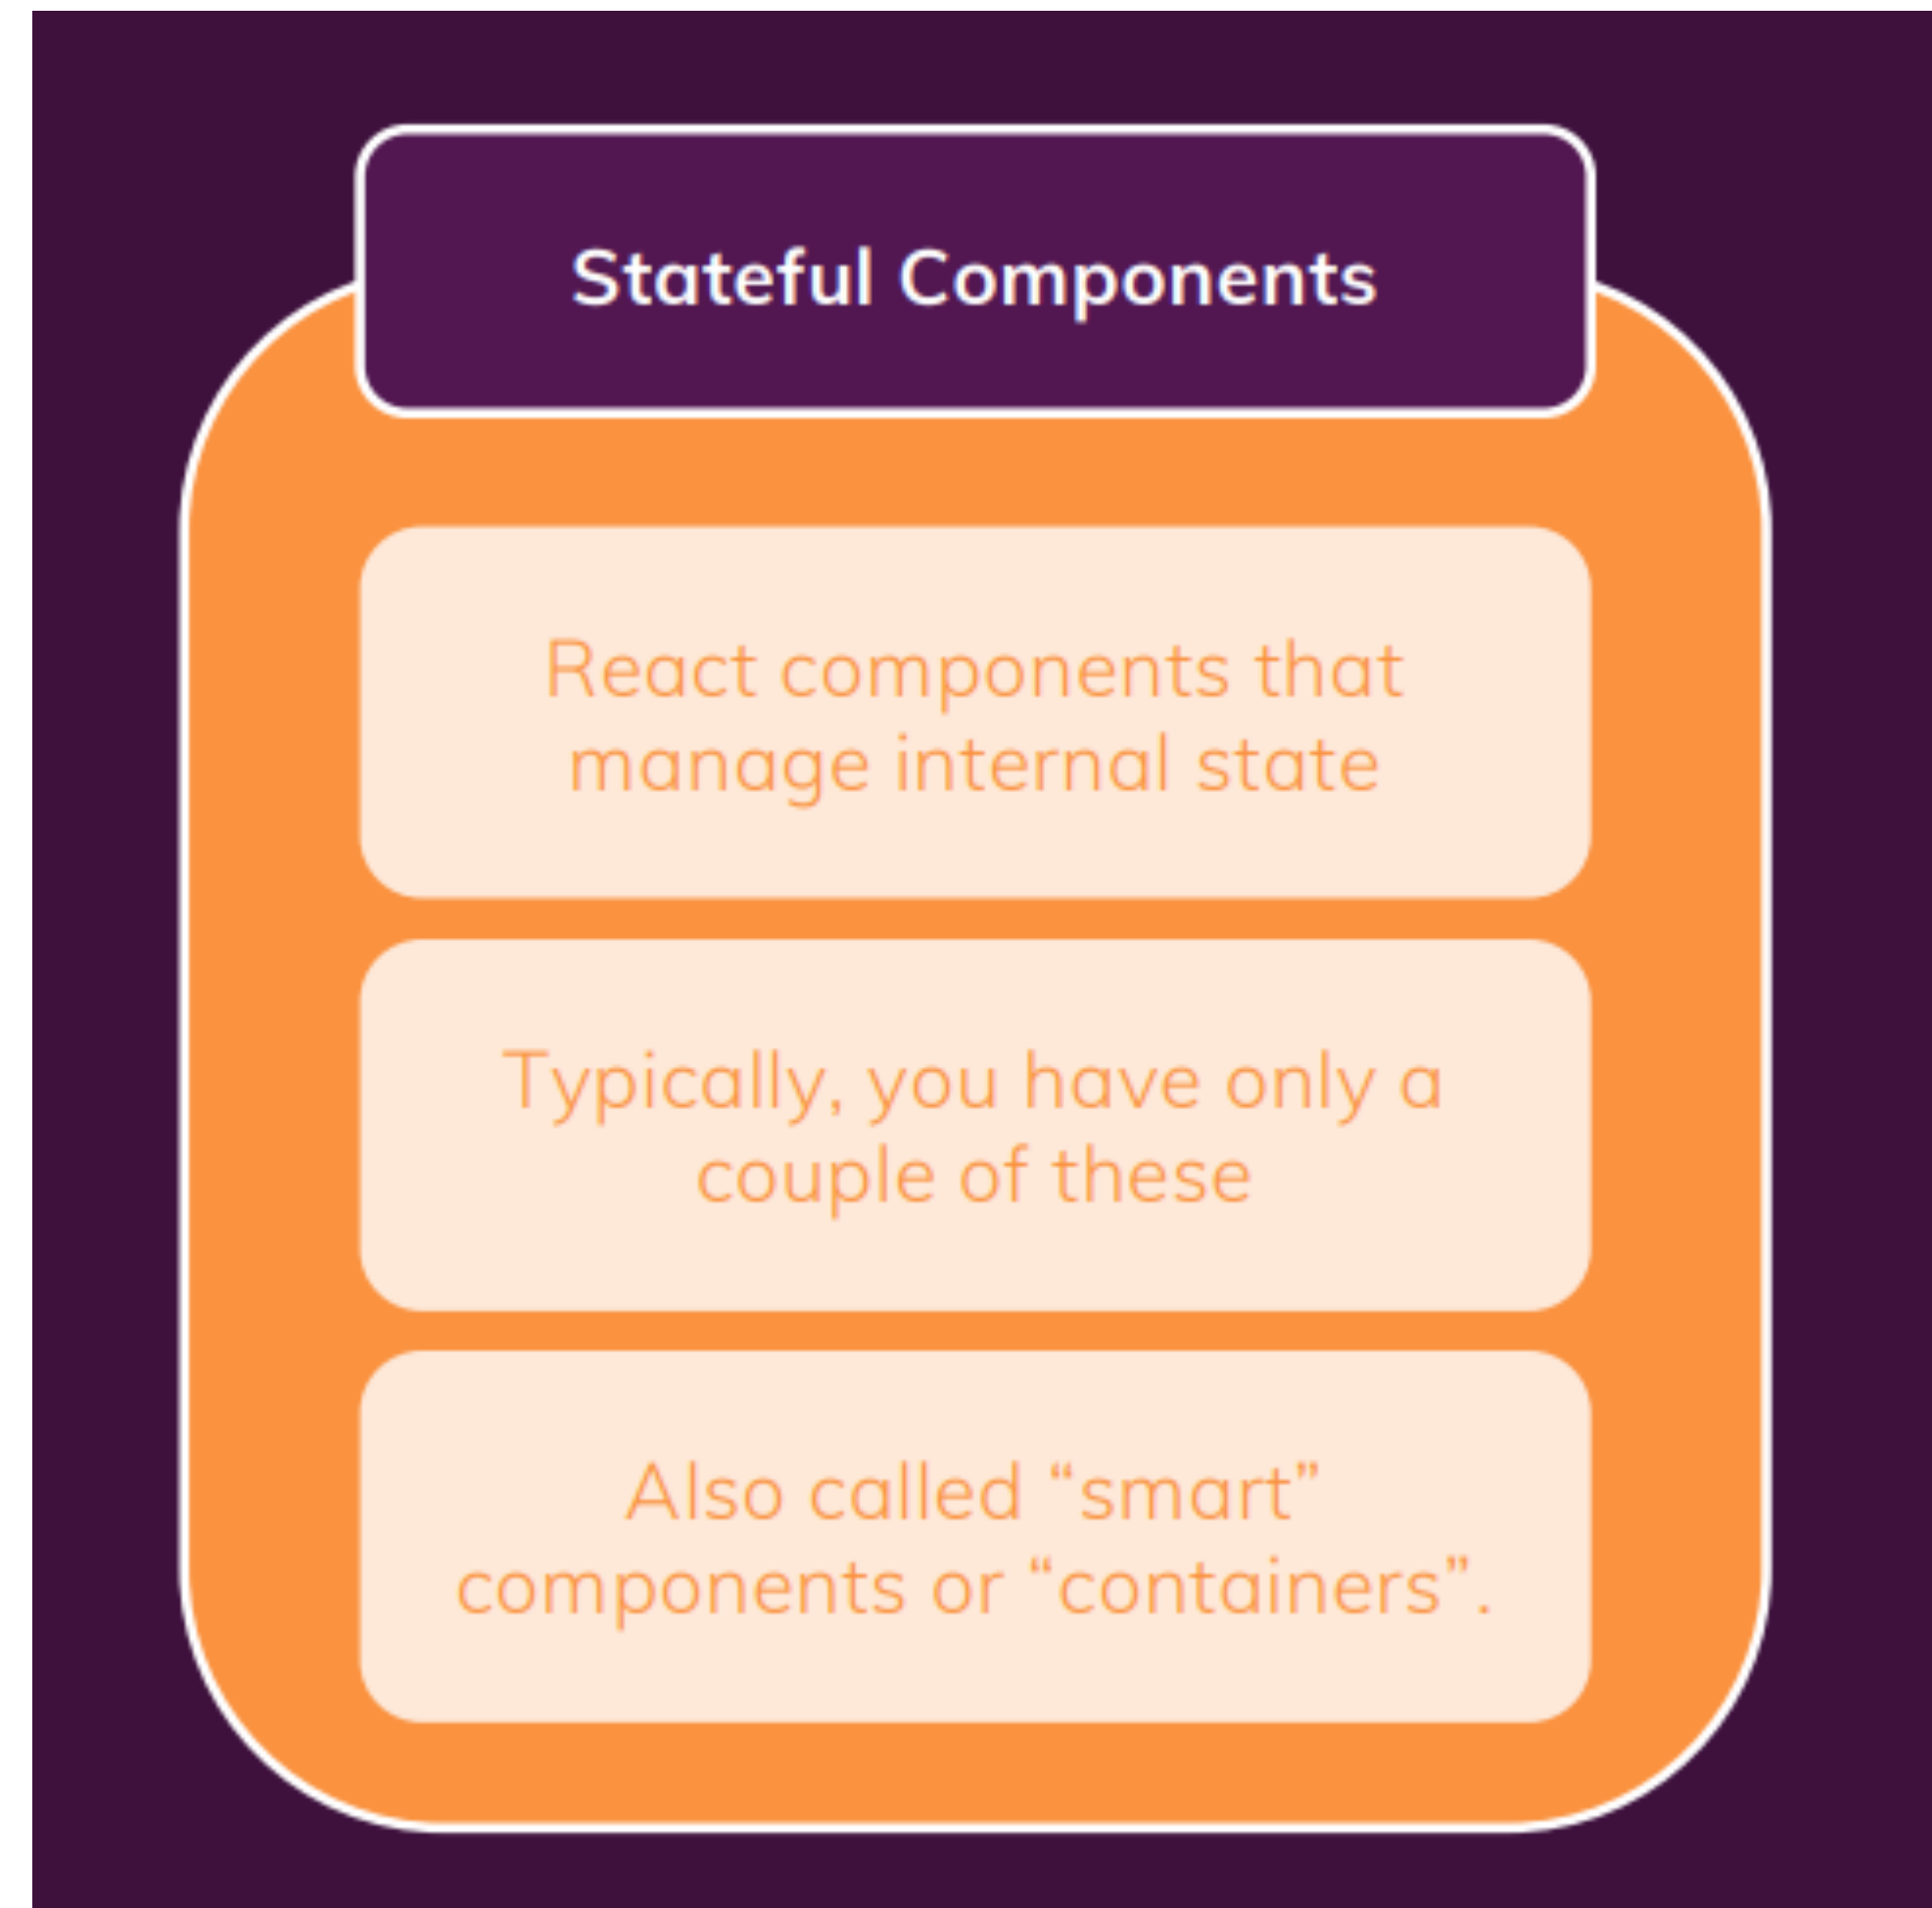 Stateful Components
React components that
manage internal state
Typically, you have only a
couple of these
Also called “smart”
components or “containers”.